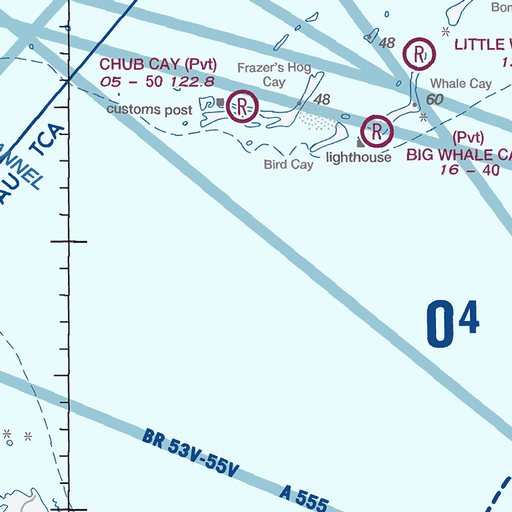 48
LITTLE W
CHUB CAY (Pvt)
05 – 50 122.8
Frazer's Hog
Cay
48
Whale Cay
60
customs post
R
R
R
(Pvt)
BIG WHALE CA
16 – 40
lighthouse
Bird Cay
TCA
ANNEL
AU
04
BR 53V-55V
A 555